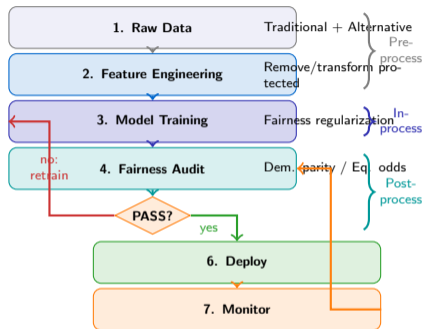 1. Raw Data
Traditional + Alternative
Pre-
process
2. Feature Engineering
Remove/transform pro-
tected
3. Model Training
Fairness regularization
In-
process
no:
retrain
4. Fairness Audit
Dem. parity / Eq. odds
Post-
process
PASS?
yes
6. Deploy
7. Monitor